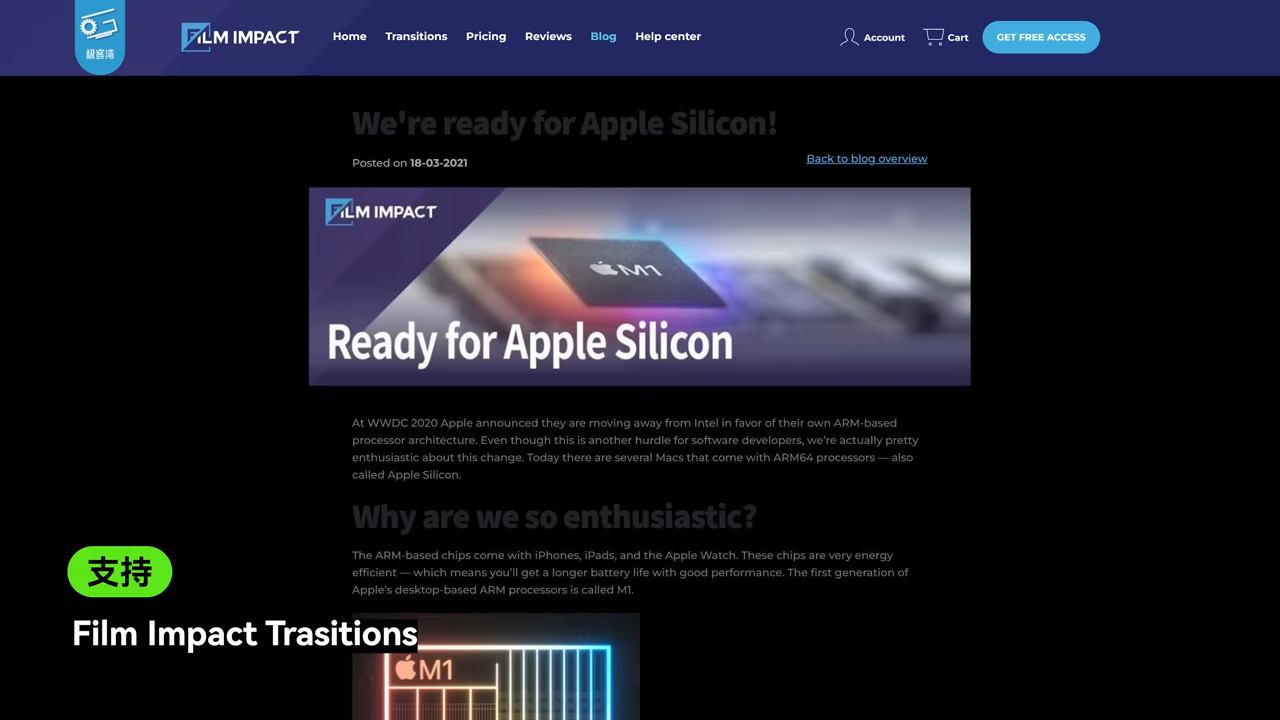 极客湾
FILM IMPACT
Home Transitions Pricing Reviews Blog Help center
Account Cart GET FREE ACCESS
We're ready for Apple Silicon!
Posted on 18-03-2021
Back to blog overview
FILM IMPACT
M1
Ready for Apple Silicon
At WWDC 2020 Apple announced they are moving away from Intel in favor of their own ARM-based
processor architecture. Even though this is another hurdle for software developers, we’re actually pretty
enthusiastic about this change. Today there are several Macs that come with ARM64 processors — also
called Apple Silicon.
Why are we so enthusiastic?
The ARM-based chips come with iPhones, iPads, and the Apple Watch. These chips are very energy
efficient — which means you’ll get a longer battery life with good performance. The first generation of
Apple’s desktop-based ARM processors is called M1.
支持
Film Impact Trasitions
M1